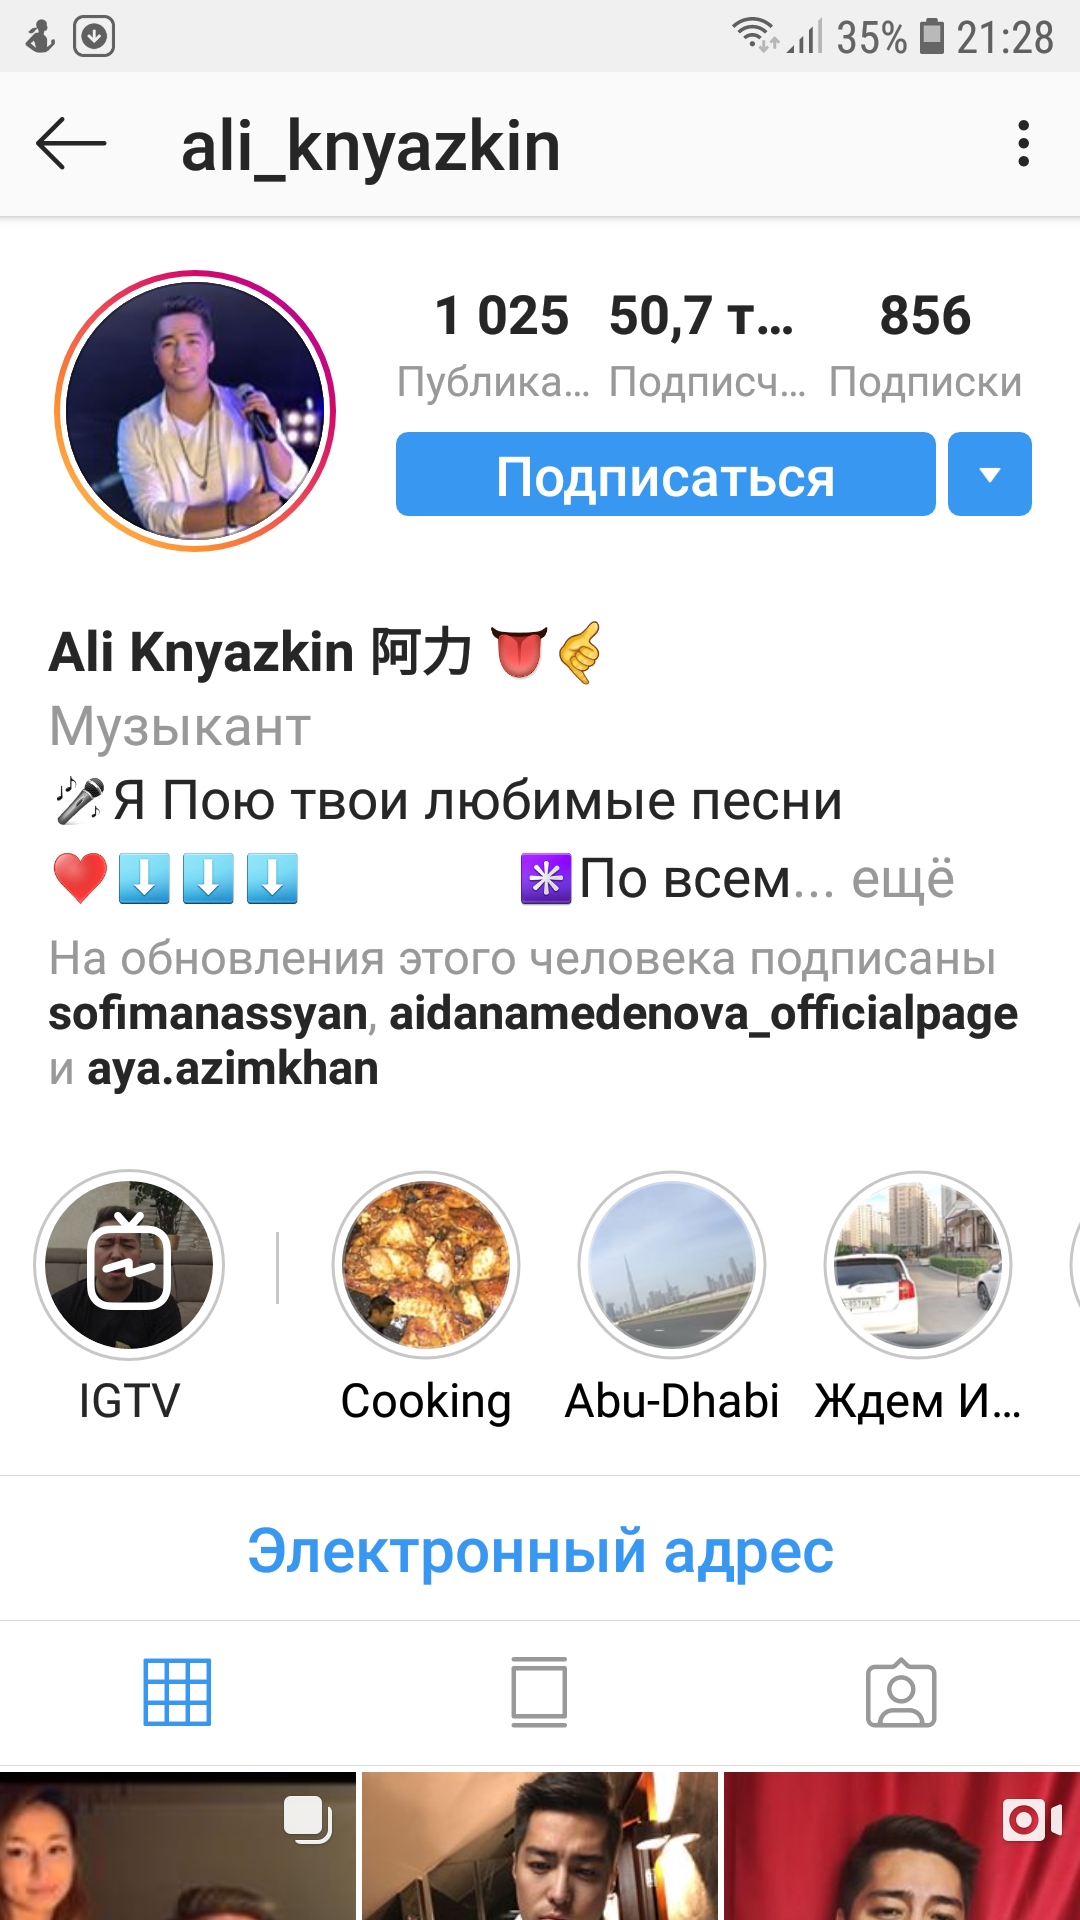 35% 21:28
ali_knyazkin
1 025 50,7 т... 856
Публика... Подписч... Подписки
Подписаться
Ali Knyazkin 阿力 👅🤙
Музыкант
🎤Я Пою твои любимые песни
❤️⬇️⬇️⬇️ ✳️По всем... ещё
На обновления этого человека подписаны
sofimanassyan, aidanamedenova_officialpage
и aya.azimkhan
IGTV Cooking Abu-Dhabi Ждем И...
Электронный адрес